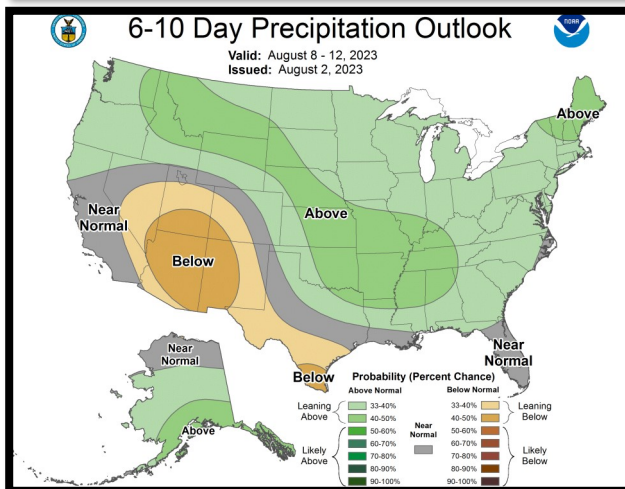 6-10 Day Precipitation Outlook
NOAA
Valid: August 8 - 12, 2023
Issued: August 2, 2023
Above
Near
Normal
Above
Below
Near
Normal
Below
Near
Normal
Above
Probability (Percent Chance)
Above Normal
Below Normal
Leaning
Above
33-40%
40-50%
Likely
Above
50-60%
60-70%
70-80%
80-90%
90-100%
Near
Normal
33-40%
40-50%
Leaning
Below
50-60%
60-70%
70-80%
80-90%
90-100%
Likely
Below